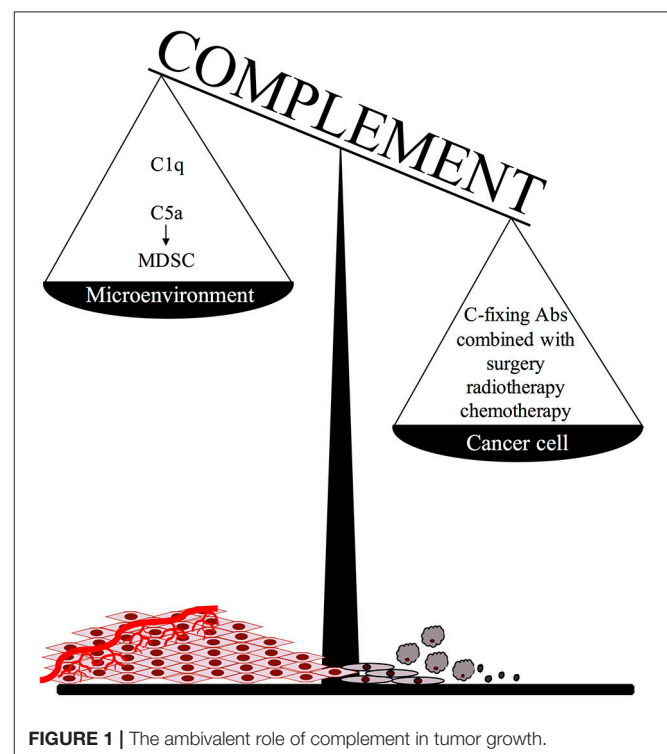 COMPLEMENT
C1q
C5a
MDSC
Microenvironment
C-fixing Abs
combined with
surgery
radiotherapy
chemotherapy
Cancer cell
FIGURE 1 | The ambivalent role of complement in tumor growth.